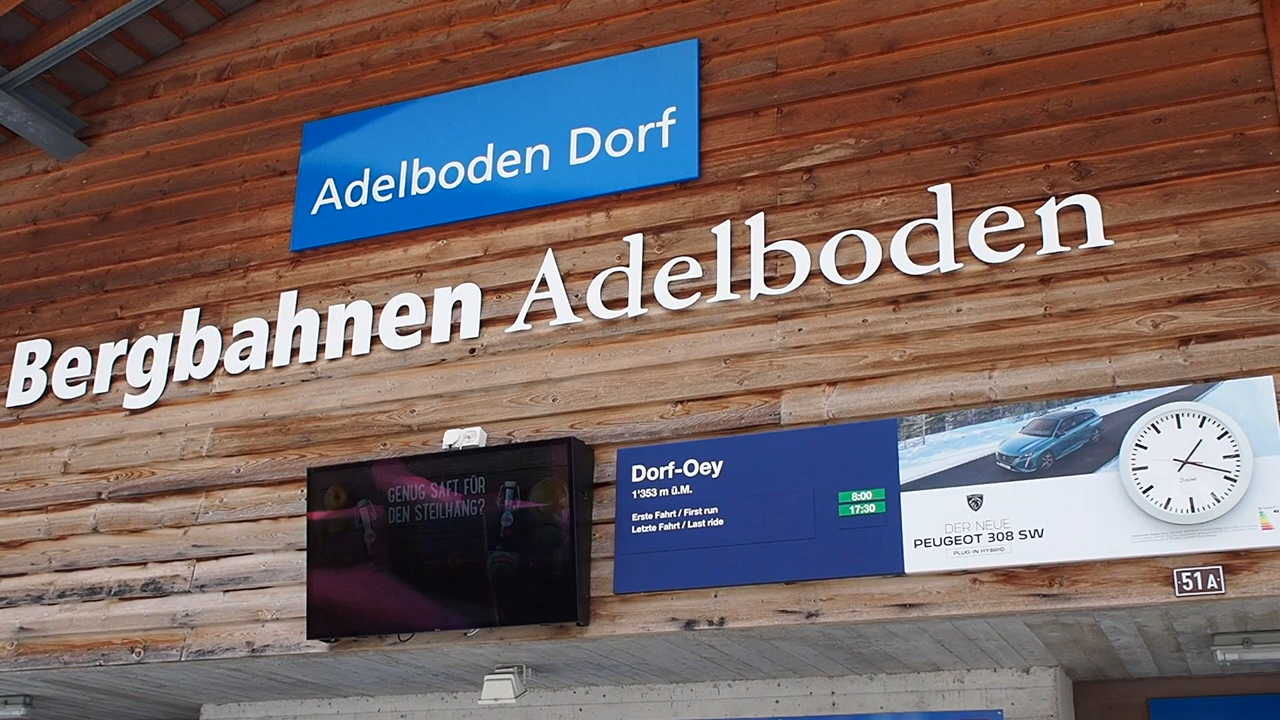 Adelboden Dorf
Bergbahnen Adelboden
GENUG SAFT FÜR
DEN STEILHANG?
Dorf-Oey
1'353 m ü.M.
Erste Fahrt / First run
8:00
Letzte Fahrt / Last ride
17:30
DER NEUE
PEUGEOT 308 SW
PLUG-IN HYBRID
51A